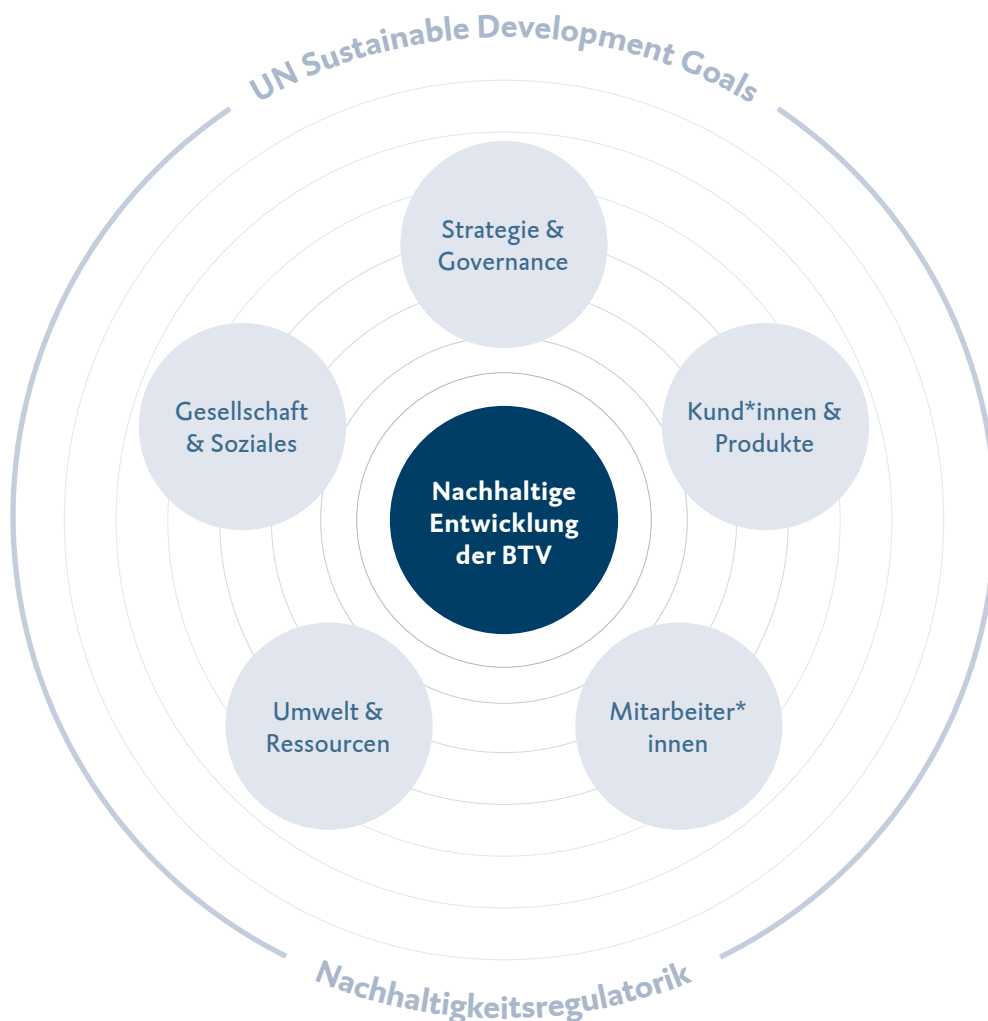 UN Sustainable Development Goals
Strategie &
Governance
Gesellschaft
& Soziales
Kund*innen &
Produkte
Nachhaltige
Entwicklung
der BTV
Umwelt &
Ressourcen
Mitarbeiter*
innen
Nachhaltigkeitsregulatorik